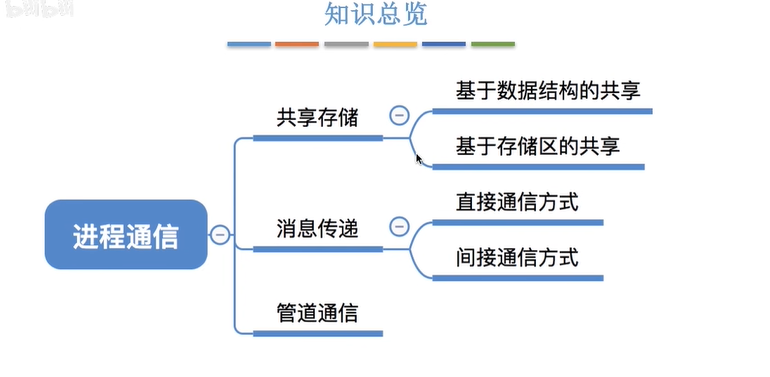 知识总览
共享存储
基于数据结构的共享
基于存储区的共享
进程通信
消息传递
直接通信方式
间接通信方式
管道通信